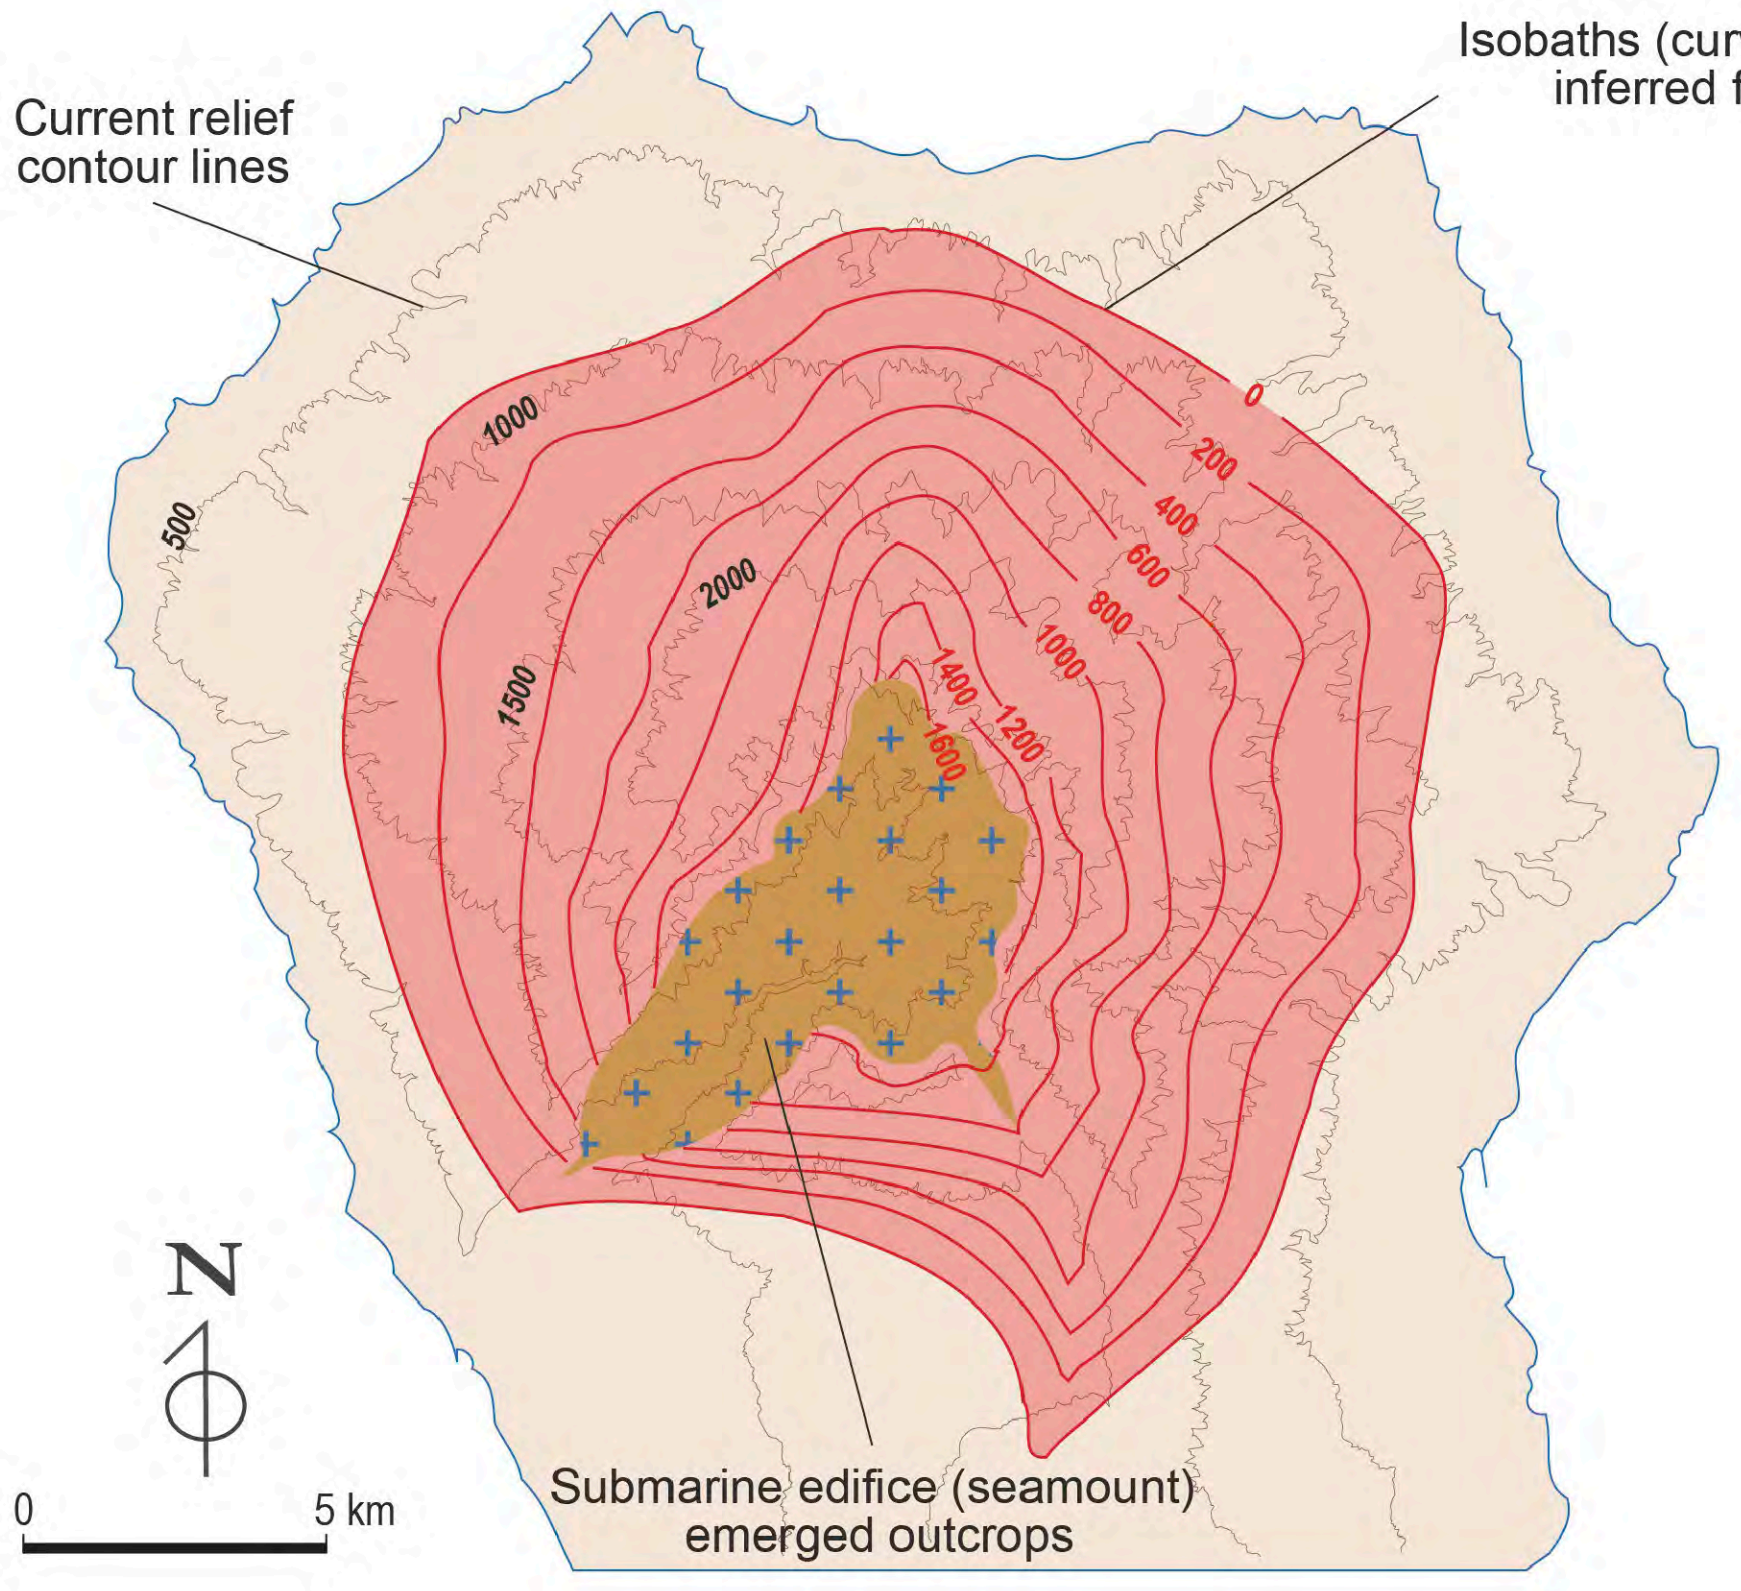 Isobaths (cur
inferred f
Current relief
contour lines
0
1000
200
400
500
600
2000
800
1000
1400
1500
1200
1600
N
Submarine edifice (seamount)
emerged outcrops
0 5 km